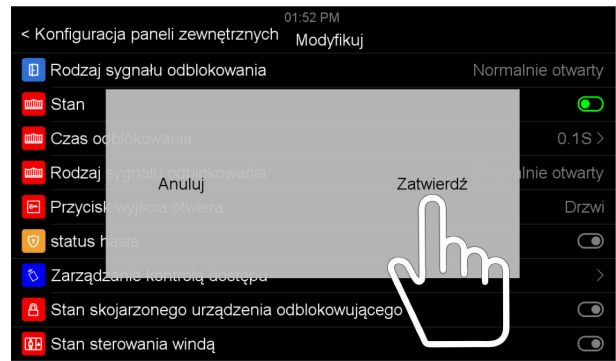 01:52 PM
< Konfiguracja paneli zewnętrznych Modyfikuj
Rodzaj sygnału odblokowania Normalnie otwarty
Stan
Czas odblokowania 0.1S >
Rodzaj sygnału odblokowania Normalnie otwarty
Anuluj Zatwierdź
Przycisk wyjścia otwiera Drzwi
status hasła
Zarządzanie kontrolą dostępu >
Stan skojarzonego urządzenia odblokowującego
Stan sterowania windą